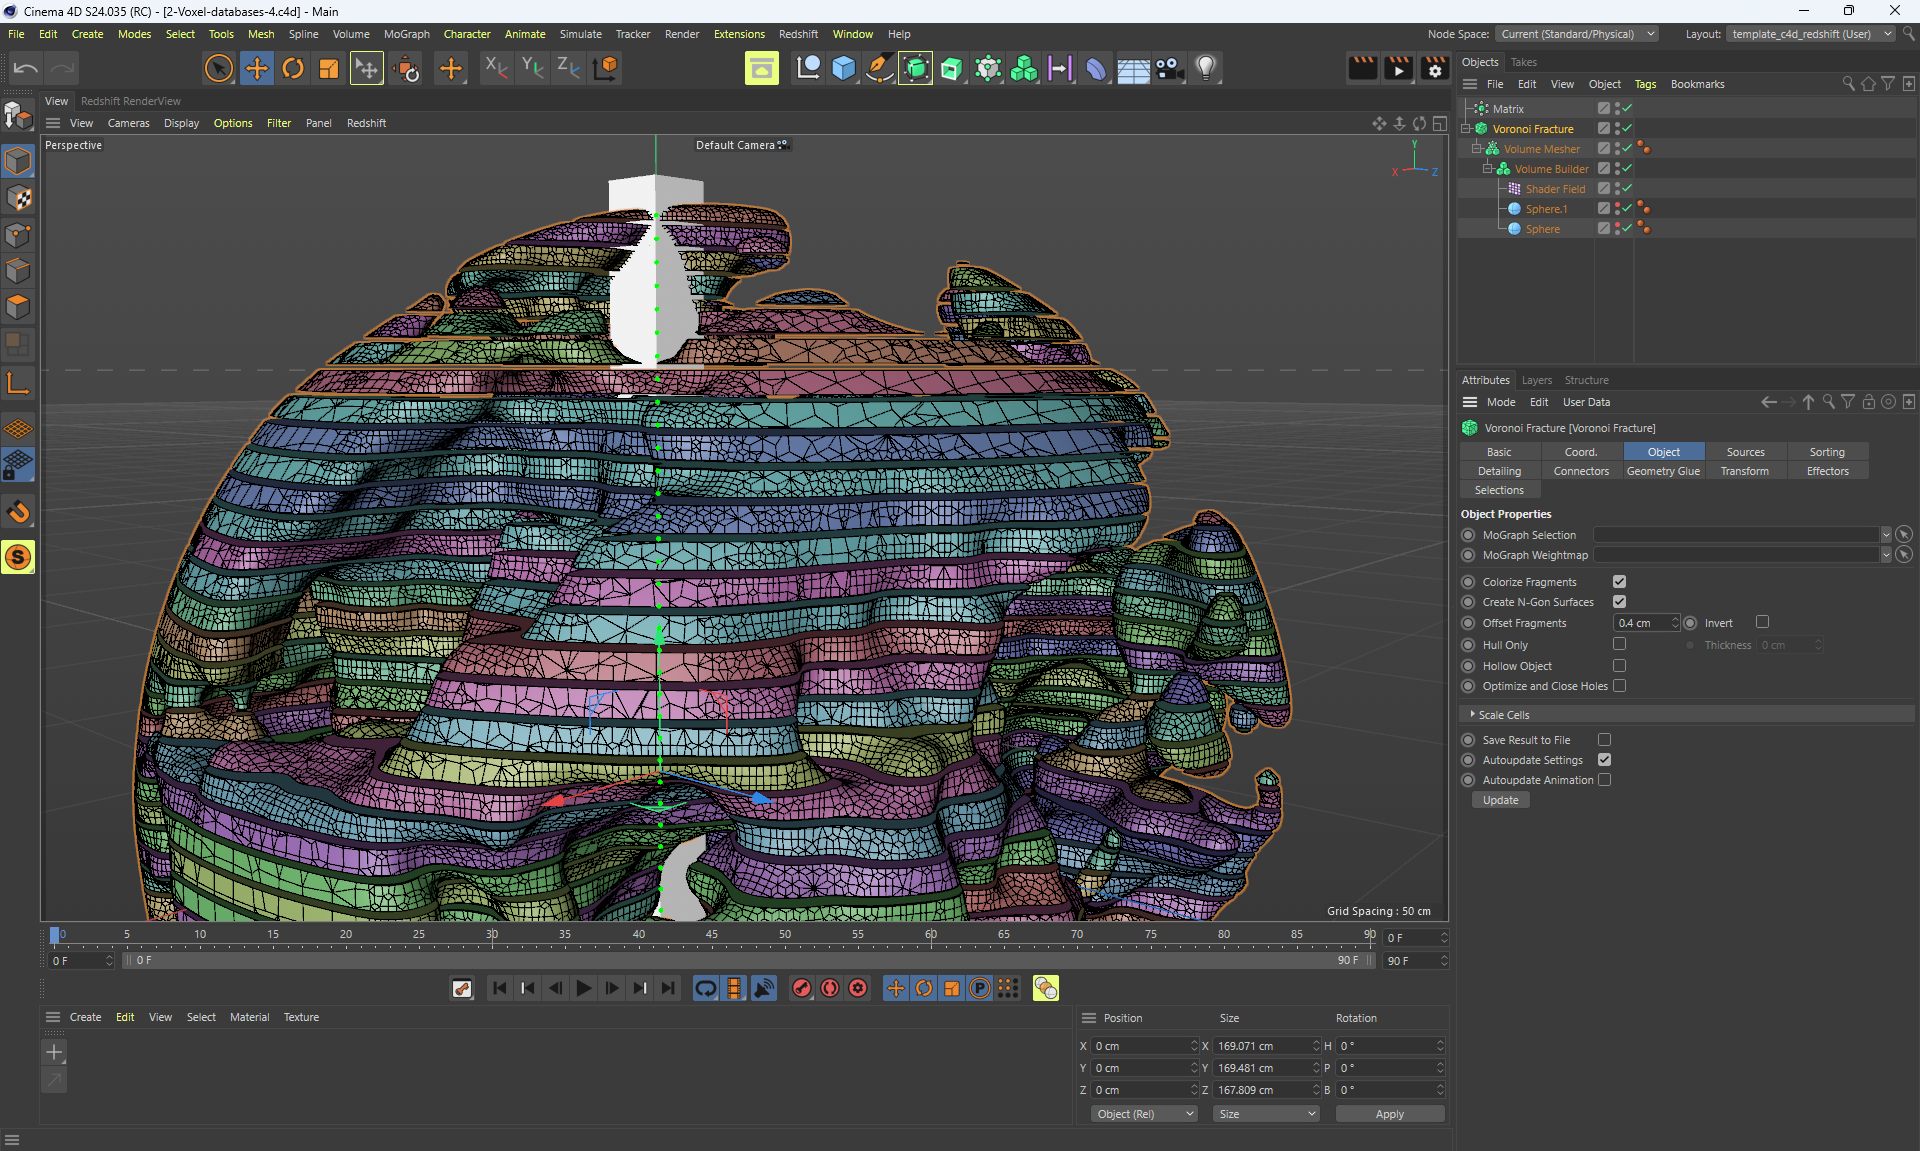 Cinema 4D S24.035 (RC) - [2-Voxel-databases-4.c4d] - Main
File Edit Create Modes Select Tools Mesh Spline Volume MoGraph Character Animate Simulate Tracker Render Extensions Redshift Window Help Node Space: Current (Standard/Physical) Layout: template_c4d_redshift (User)
X Y Z
View Redshift RenderView
View Cameras Display Options Filter Panel Redshift
Perspective
Default Camera
Y
X Z
Grid Spacing : 50 cm
Objects Takes
File Edit View Object Tags Bookmarks
Matrix
Voronoi Fracture
Volume Mesher
Volume Builder
Shader Field
Sphere.1
Sphere
Attributes Layers Structure
Mode Edit User Data
Voronoi Fracture [Voronoi Fracture]
Basic Coord. Object Sources Sorting
Detailing Connectors Geometry Glue Transform Effectors
Selections
Object Properties
MoGraph Selection
MoGraph Weightmap
Colorize Fragments
Create N-Gon Surfaces
Offset Fragments 0.4 cm Invert
Hull Only Thickness 0 cm
Hollow Object
Optimize and Close Holes
Scale Cells
Save Result to File
Autoupdate Settings
Autoupdate Animation
Update
S
0 5 10 15 20 25 30 35 40 45 50 55 60 65 70 75 80 85 90 0 F
0 F 0 F 90 F 90 F
P
Create Edit View Select Material Texture
Position Size Rotation
X 0 cm X 169.071 cm H 0 °
Y 0 cm Y 169.481 cm P 0 °
Z 0 cm Z 167.809 cm B 0 °
Object (Rel) Size Apply